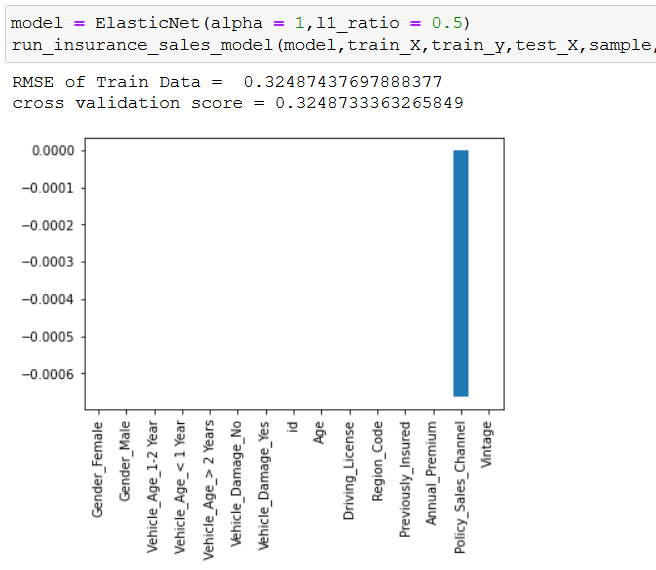 model = ElasticNet(alpha = 1,l1_ratio = 0.5)
run_insurance_sales_model(model,train_X,train_y,test_X,sample,
RMSE of Train Data =  0.32487437697888377
cross validation score = 0.3248733363265849
0.0000
−0.0001
−0.0002
−0.0003
−0.0004
−0.0005
−0.0006
Gender_Female
Gender_Male
Vehicle_Age_1-2 Year
Vehicle_Age_< 1 Year
Vehicle_Age_> 2 Years
Vehicle_Damage_No
Vehicle_Damage_Yes
id
Age
Driving_License
Region_Code
Previously_Insured
Annual_Premium
Policy_Sales_Channel
Vintage